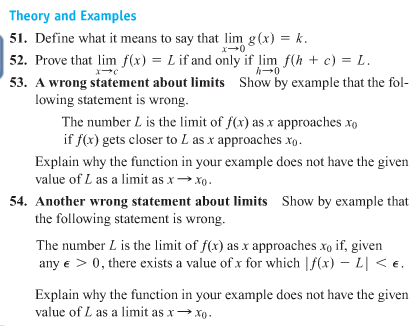 Theory and Examples
51. Define what it means to say that lim g(x) = k.
x→0
52. Prove that lim f(x) = L if and only if lim f(h + c) = L.
x→c h→0
53. A wrong statement about limits Show by example that the fol-
lowing statement is wrong.
The number L is the limit of f(x) as x approaches x₀
if f(x) gets closer to L as x approaches x₀.
Explain why the function in your example does not have the given
value of L as a limit as x → x₀.
54. Another wrong statement about limits Show by example that
the following statement is wrong.
The number L is the limit of f(x) as x approaches x₀ if, given
any ϵ > 0, there exists a value of x for which |f(x) − L| < ϵ.
Explain why the function in your example does not have the given
value of L as a limit as x → x₀.